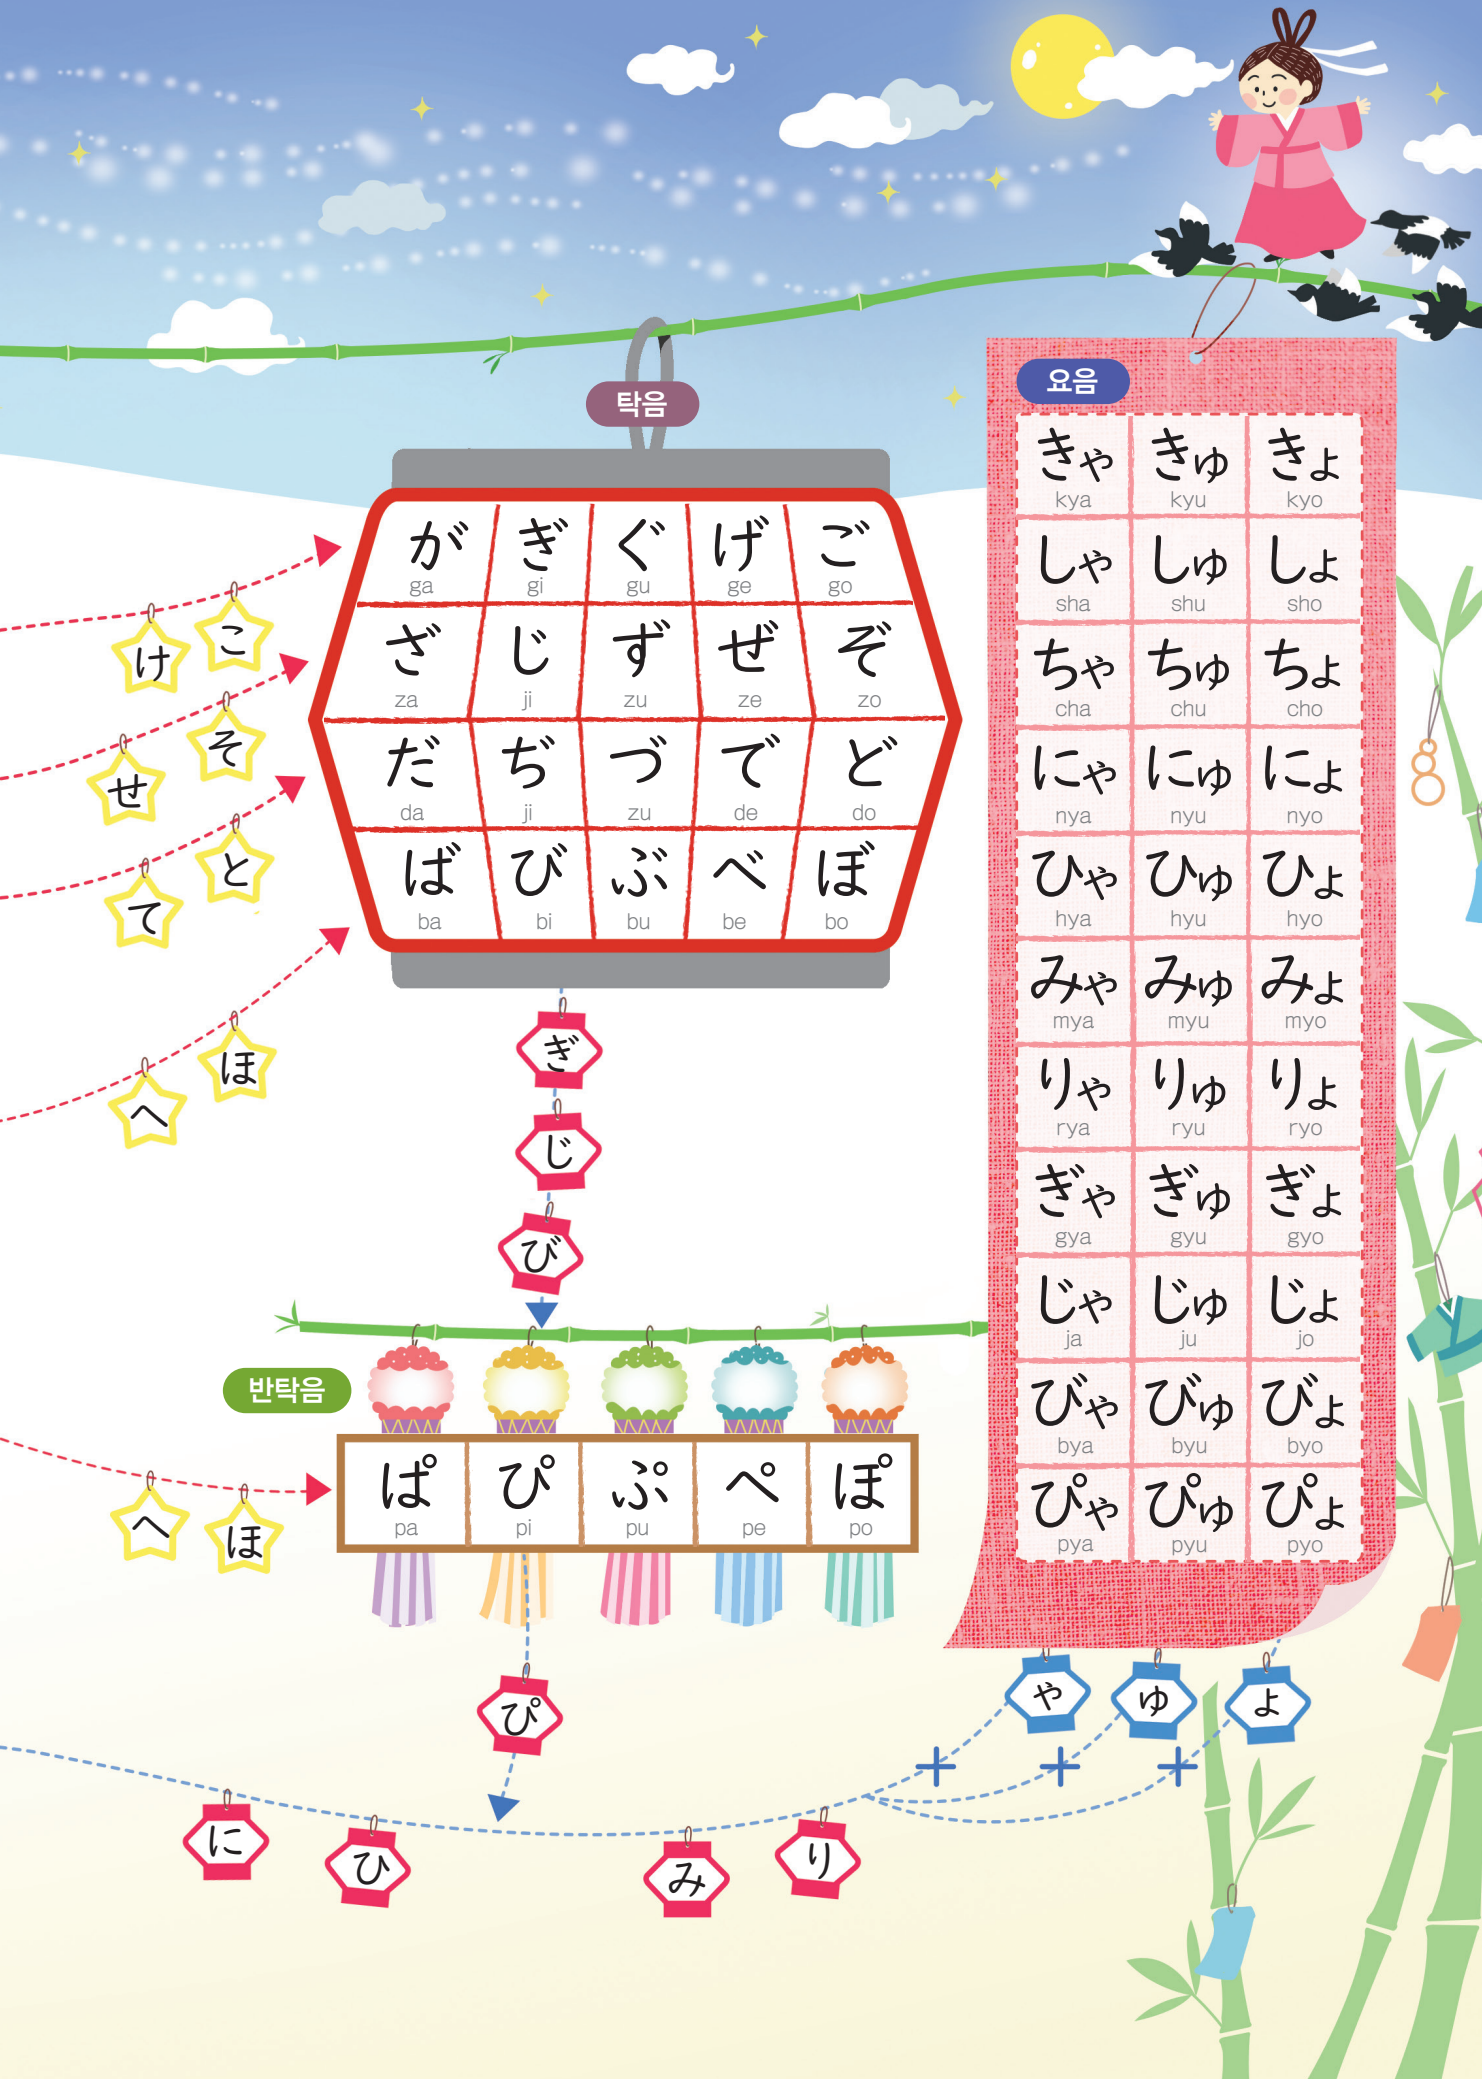 탁음
が ぎ ぐ げ ご
ga gi gu ge go
ざ じ ず ぜ ぞ
za ji zu ze zo
だ ぢ づ で ど
da ji zu de do
ば び ぶ べ ぼ
ba bi bu be bo
け こ
せ そ
て と
へ ほ
ぎ
じ
び
반탁음
ぱ ぴ ぷ ぺ ぽ
pa pi pu pe po
へ ほ
ぴ
に ひ み り
요음
きゃ きゅ きょ
kya kyu kyo
しゃ しゅ しょ
sha shu sho
ちゃ ちゅ ちょ
cha chu cho
にゃ にゅ にょ
nya nyu nyo
ひゃ ひゅ ひょ
hya hyu hyo
みゃ みゅ みょ
mya myu myo
りゃ りゅ りょ
rya ryu ryo
ぎゃ ぎゅ ぎょ
gya gyu gyo
じゃ じゅ じょ
ja ju jo
びゃ びゅ びょ
bya byu byo
ぴゃ ぴゅ ぴょ
pya pyu pyo
や ゆ よ
+ + +